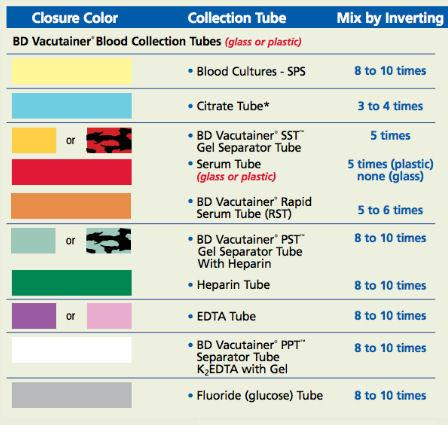 Closure Color Collection Tube Mix by Inverting
BD Vacutainer® Blood Collection Tubes (glass or plastic)
• Blood Cultures - SPS 8 to 10 times
• Citrate Tube* 3 to 4 times
or • BD Vacutainer® SST™ 5 times
Gel Separator Tube
• Serum Tube 5 times (plastic)
(glass or plastic) none (glass)
• BD Vacutainer® Rapid
Serum Tube (RST) 5 to 6 times
or • BD Vacutainer® PST™ 8 to 10 times
Gel Separator Tube
With Heparin
• Heparin Tube 8 to 10 times
or • EDTA Tube 8 to 10 times
• BD Vacutainer® PPT™ 8 to 10 times
Separator Tube
K₂EDTA with Gel
• Fluoride (glucose) Tube 8 to 10 times